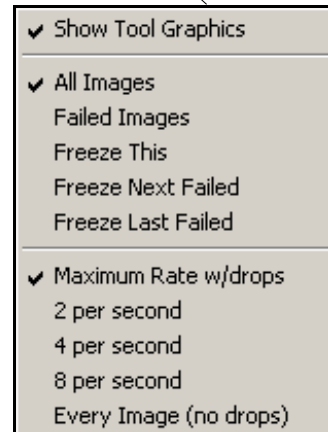 Show Tool Graphics
All Images
Failed Images
Freeze This
Freeze Next Failed
Freeze Last Failed
Maximum Rate w/drops
2 per second
4 per second
8 per second
Every Image (no drops)